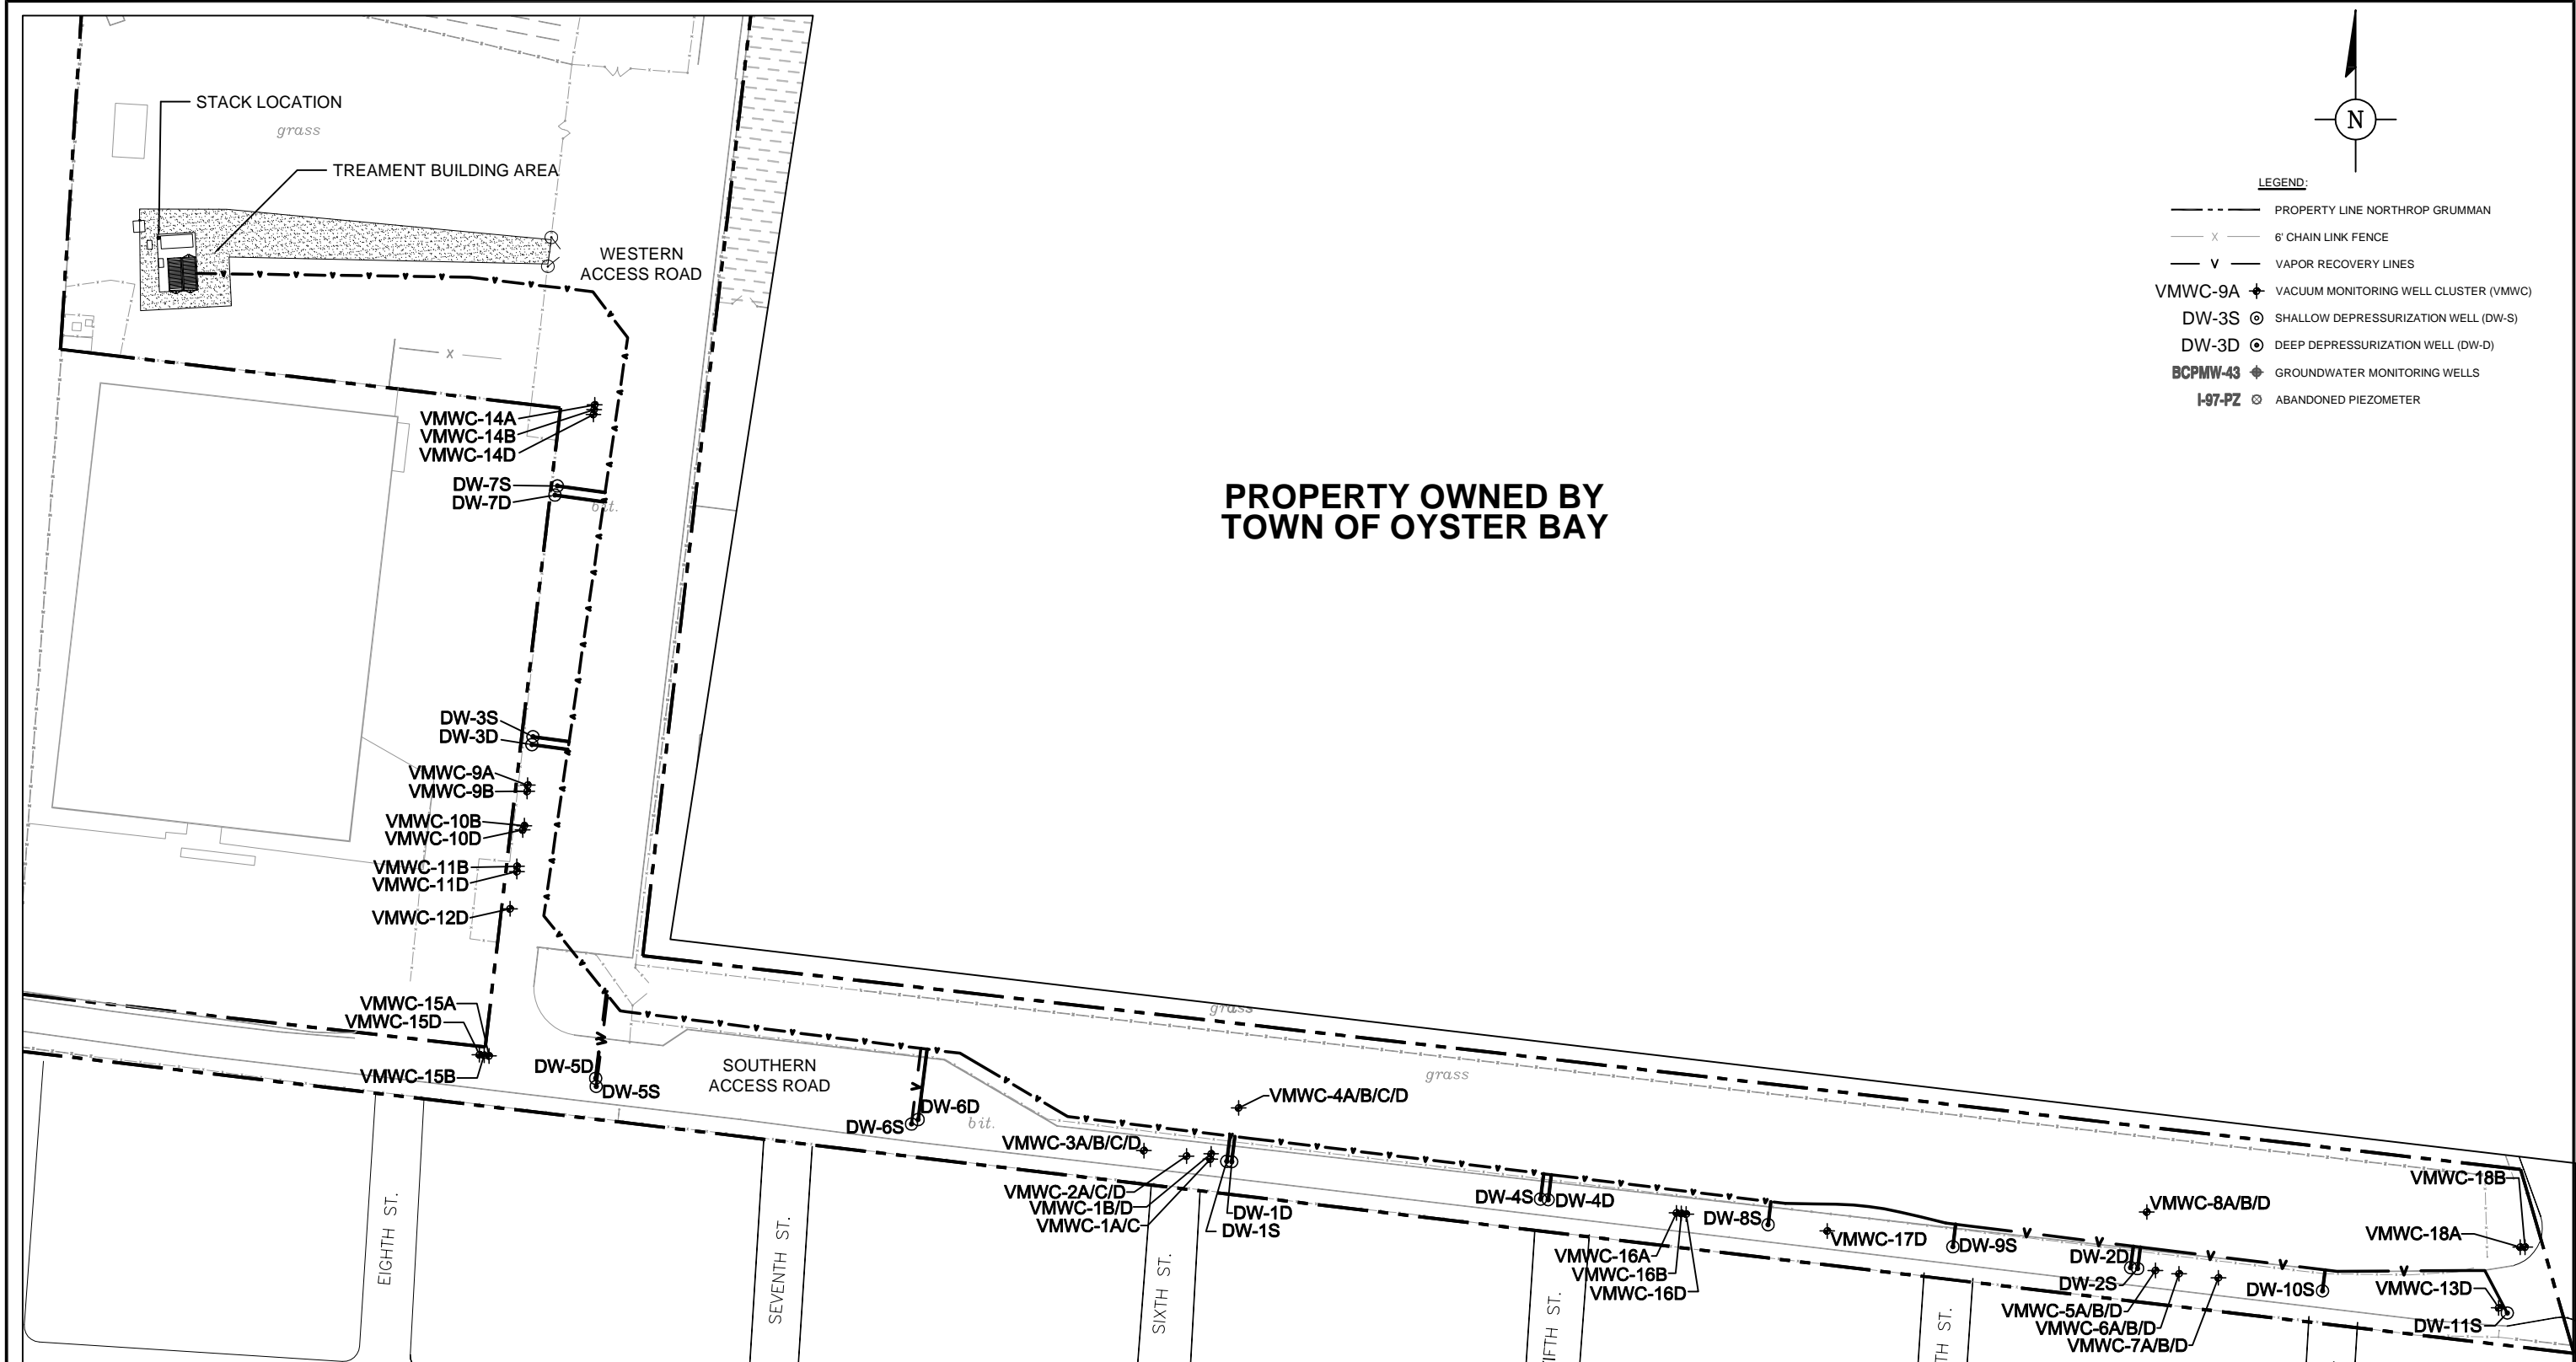 STACK LOCATION
grass
TREAMENT BUILDING AREA
WESTERN
ACCESS ROAD
N
LEGEND:
PROPERTY LINE NORTHROP GRUMMAN
X
6' CHAIN LINK FENCE
V
VAPOR RECOVERY LINES
VMWC-9A
VACUUM MONITORING WELL CLUSTER (VMWC)
DW-3S
SHALLOW DEPRESSURIZATION WELL (DW-S)
DW-3D
DEEP DEPRESSURIZATION WELL (DW-D)
BCPMW-43
GROUNDWATER MONITORING WELLS
I-97-PZ
ABANDONED PIEZOMETER
X
VMWC-14A
VMWC-14B
VMWC-14D
DW-7S
DW-7D
bit.
PROPERTY OWNED BY
TOWN OF OYSTER BAY
DW-3S
DW-3D
VMWC-9A
VMWC-9B
VMWC-10B
VMWC-10D
VMWC-11B
VMWC-11D
VMWC-12D
VMWC-15A
VMWC-15D
VMWC-15B
DW-5D
DW-5S
SOUTHERN
ACCESS ROAD
DW-6D
DW-6S
bit.
grass
grass
VMWC-4A/B/C/D
VMWC-3A/B/C/D
VMWC-2A/C/D
VMWC-1B/D
VMWC-1A/C
DW-1D
DW-1S
DW-4S
DW-4D
VMWC-16A
VMWC-16B
VMWC-16D
DW-8S
VMWC-17D
DW-9S
VMWC-8A/B/D
DW-2D
DW-2S
VMWC-5A/B/D
VMWC-6A/B/D
VMWC-7A/B/D
DW-10S
VMWC-18B
VMWC-18A
VMWC-13D
DW-11S
EIGHTH ST.
SEVENTH ST.
SIXTH ST.
IFTH ST.
TH ST.